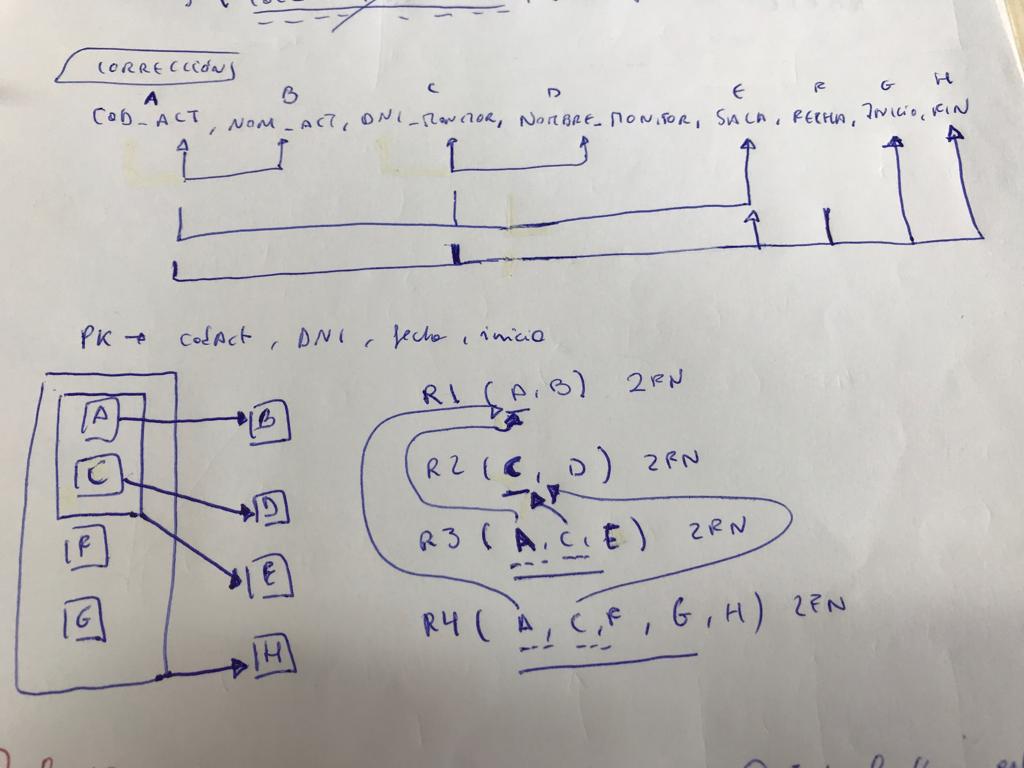 CORRECCIÓN
A B C D E F G H
COD_ACT, NOM_ACT, DNI_MONITOR, NOMBRE_MONITOR, SALA, FECHA, INICIO, FIN
PK → codAct, DNI, fecha, inicio
R1 (A, B) 2FN
R2 (C, D) 2FN
R3 (A, C, E) 2FN
R4 (A, C, F, G, H) 2FN
A
B
C
D
F
E
G
H